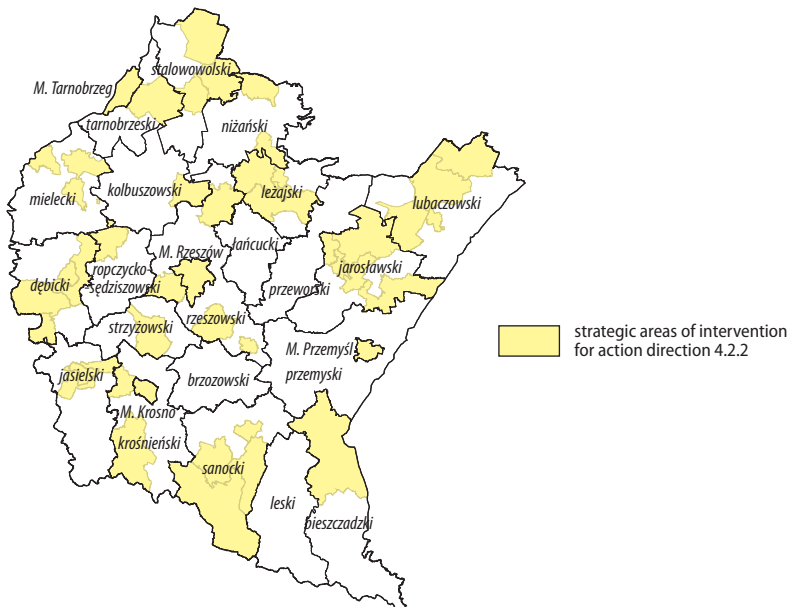 stalowowolski
M. Tarnobrzeg
tarnobrzeski
niżański
mielecki
kolbuszowski
leżajski
lubaczowski
M. Rzeszów
łańcucki
dębicki
ropczycko-
-sędziszowski
przeworski
jarosławski
strzyżowski
rzeszowski
M. Przemyśl
przemyski
jasielski
brzozowski
M. Krosno
krośnieński
sanocki
leski
bieszczadzki
strategic areas of intervention
for action direction 4.2.2